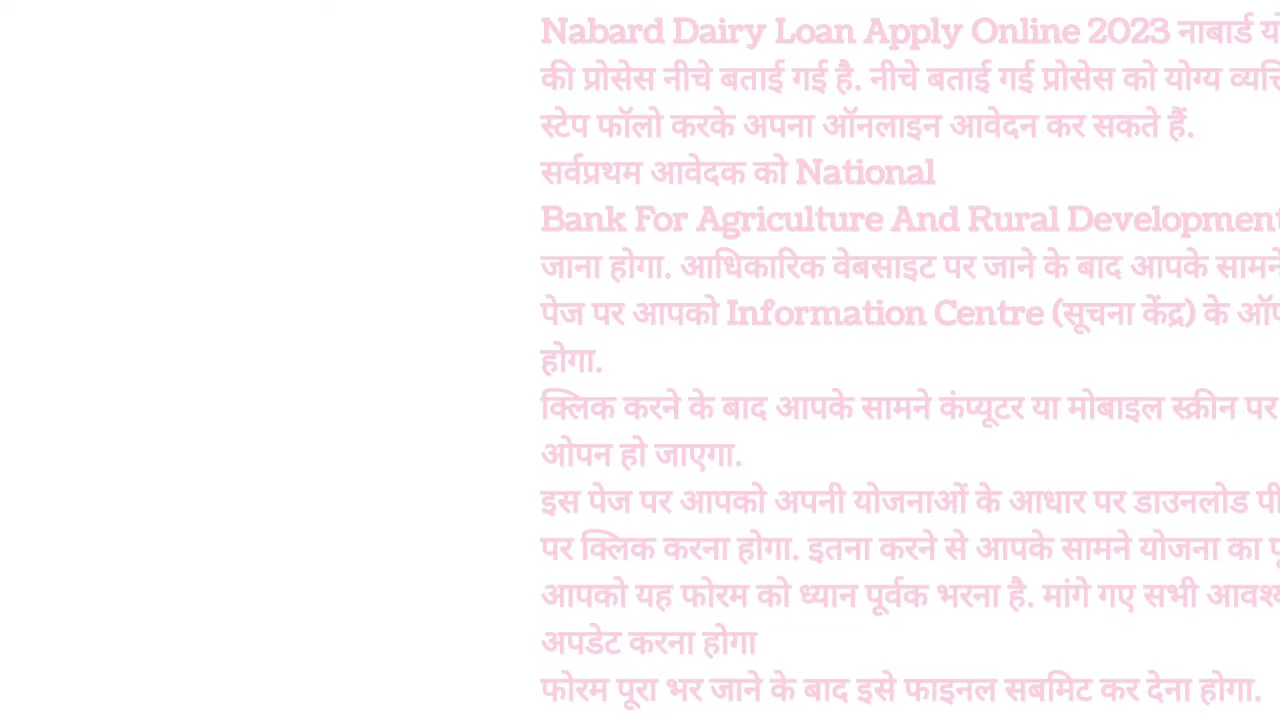 Nabard Dairy Loan Apply Online 2023 नाबार्ड
की प्रोसेस नीचे बताई गई है. नीचे बताई गई प्रोसेस को योग्य
स्टेप फॉलो करके अपना ऑनलाइन आवेदन कर सकते हैं.
सर्वप्रथम आवेदक को National
Bank For Agriculture And Rural Development
जाना होगा. आधिकारिक वेबसाइट पर जाने के बाद आपके सामने
पेज पर आपको Information Centre (सूचना केंद्र) के
होगा.
क्लिक करने के बाद आपके सामने कंप्यूटर या मोबाइल स्क्रीन पर
ओपन हो जाएगा.
इस पेज पर आपको अपनी योजनाओं के आधार पर डाउनलोड
पर क्लिक करना होगा. इतना करने से आपके सामने योजना का
आपको यह फोरम को ध्यान पूर्वक भरना है. मांगे गए सभी
अपडेट करना होगा
फोरम पूरा भर जाने के बाद इसे फाइनल सबमिट कर देना होगा.